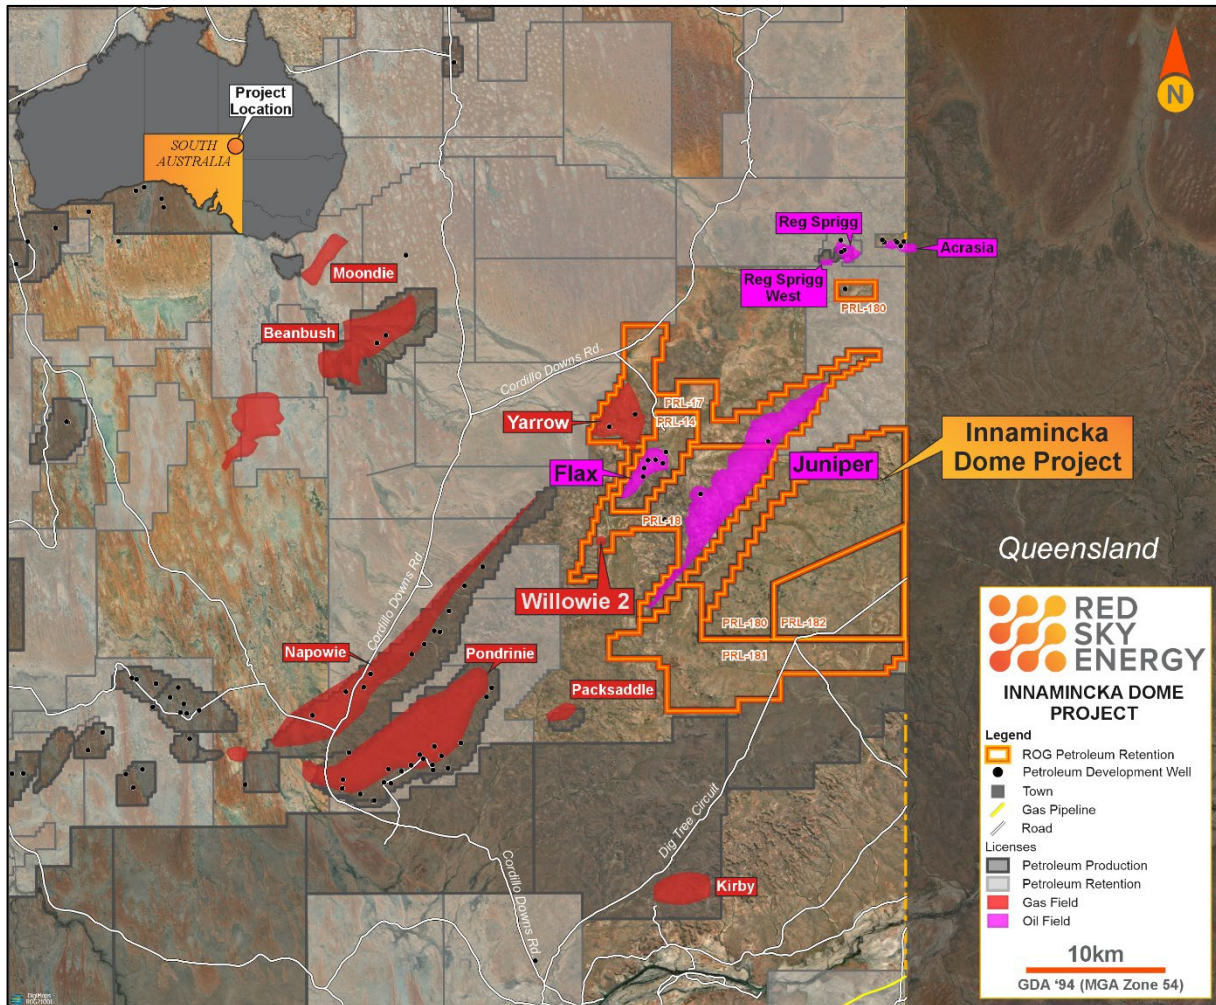 Project
Location
SOUTH
AUSTRALIA
N
Reg Sprigg
Acrasia
Moondie
Reg Sprigg
West
PRL-180
Beanbush
Cordillo Downs Rd.
PRL-17
Yarrow
PRL-14
Innamincka
Dome Project
Flax
Juniper
PRL-18
Queensland
Willowie 2
Cordillo Downs Rd.
PRL-180
PRL-182
PRL-181
Napowie
Pondrinie
Packsaddle
Dig Tree Circuit
Cordillo Downs Rd.
Kirby
RED
SKY
ENERGY
INNAMINCKA DOME
PROJECT
Legend
ROG Petroleum Retention
Petroleum Development Well
Town
Gas Pipeline
Road
Licenses
Petroleum Production
Petroleum Retention
Gas Field
Oil Field
10km
GDA '94 (MGA Zone 54)
DigiMaps